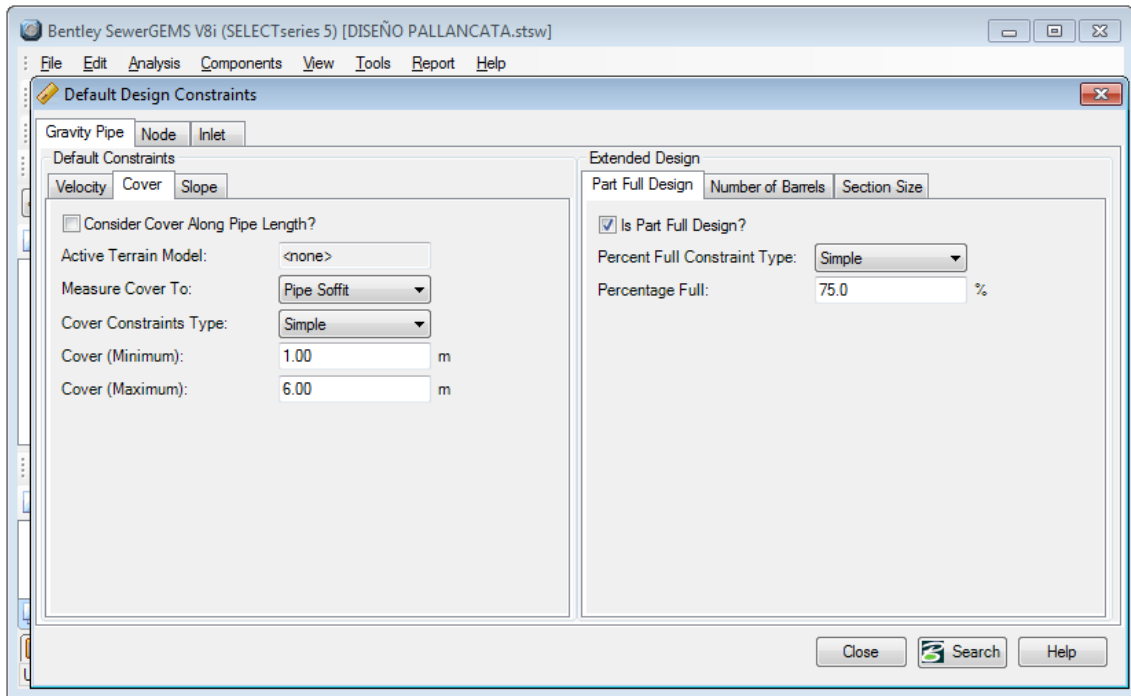 Bentley SewerGEMS V8i (SELECTseries 5) [DISEÑO PALLANCATA.stsw]
File Edit Analysis Components View Tools Report Help
Default Design Constraints
Gravity Pipe Node Inlet
Default Constraints
Velocity Cover Slope
Consider Cover Along Pipe Length?
Active Terrain Model: <none>
Measure Cover To: Pipe Soffit
Cover Constraints Type: Simple
Cover (Minimum): 1.00 m
Cover (Maximum): 6.00 m
Extended Design
Part Full Design Number of Barrels Section Size
Is Part Full Design?
Percent Full Constraint Type: Simple
Percentage Full: 75.0 %
Close Search Help